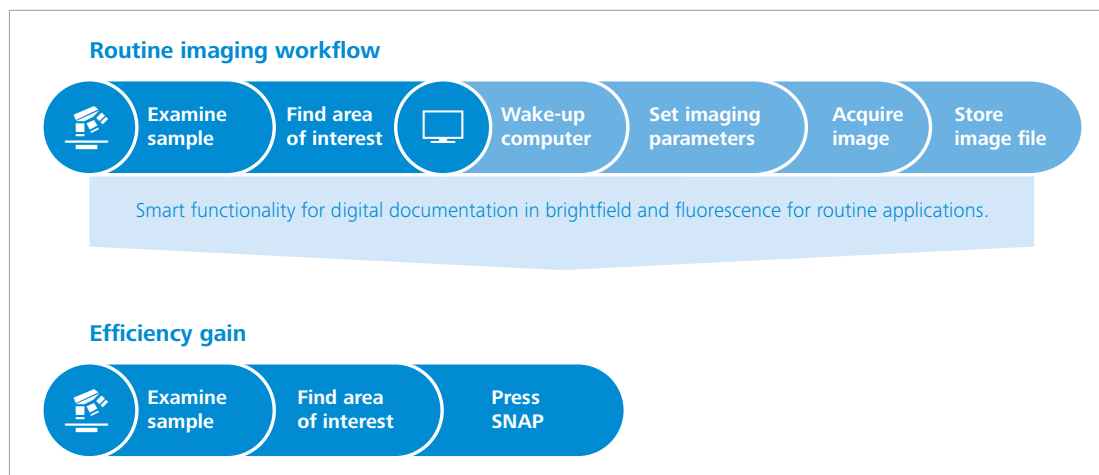 Routine imaging workflow
Examine
sample
Find area
of interest
Wake-up
computer
Set imaging
parameters
Acquire
image
Store
image file
Smart functionality for digital documentation in brightfield and fluorescence for routine applications.
Efficiency gain
Examine
sample
Find area
of interest
Press
SNAP